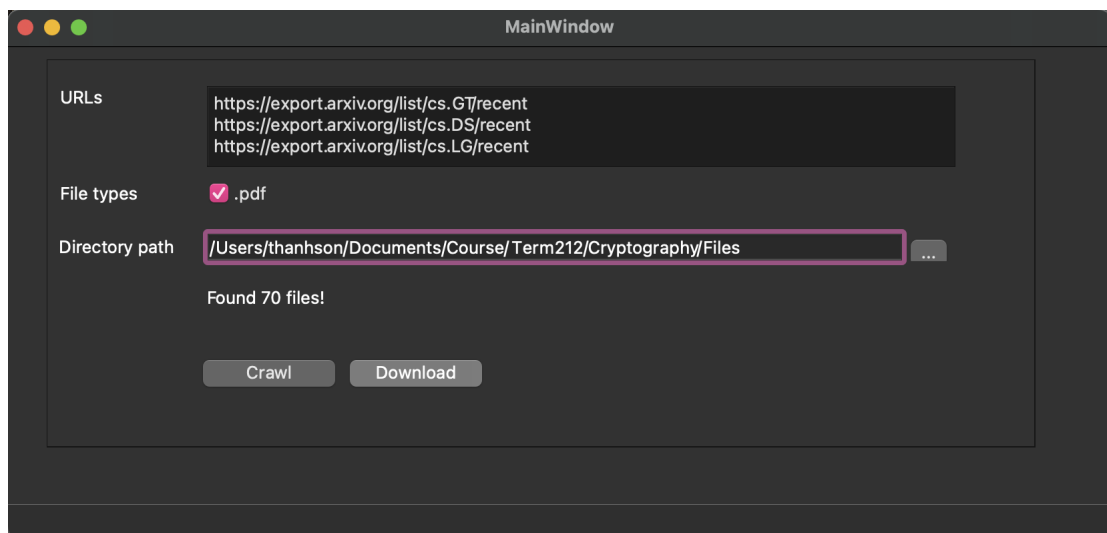 MainWindow
URLs
https://export.arxiv.org/list/cs.GT/recent
https://export.arxiv.org/list/cs.DS/recent
https://export.arxiv.org/list/cs.LG/recent
File types
.pdf
Directory path
/Users/thanhson/Documents/Course/Term212/Cryptography/Files
...
Found 70 files!
Crawl
Download